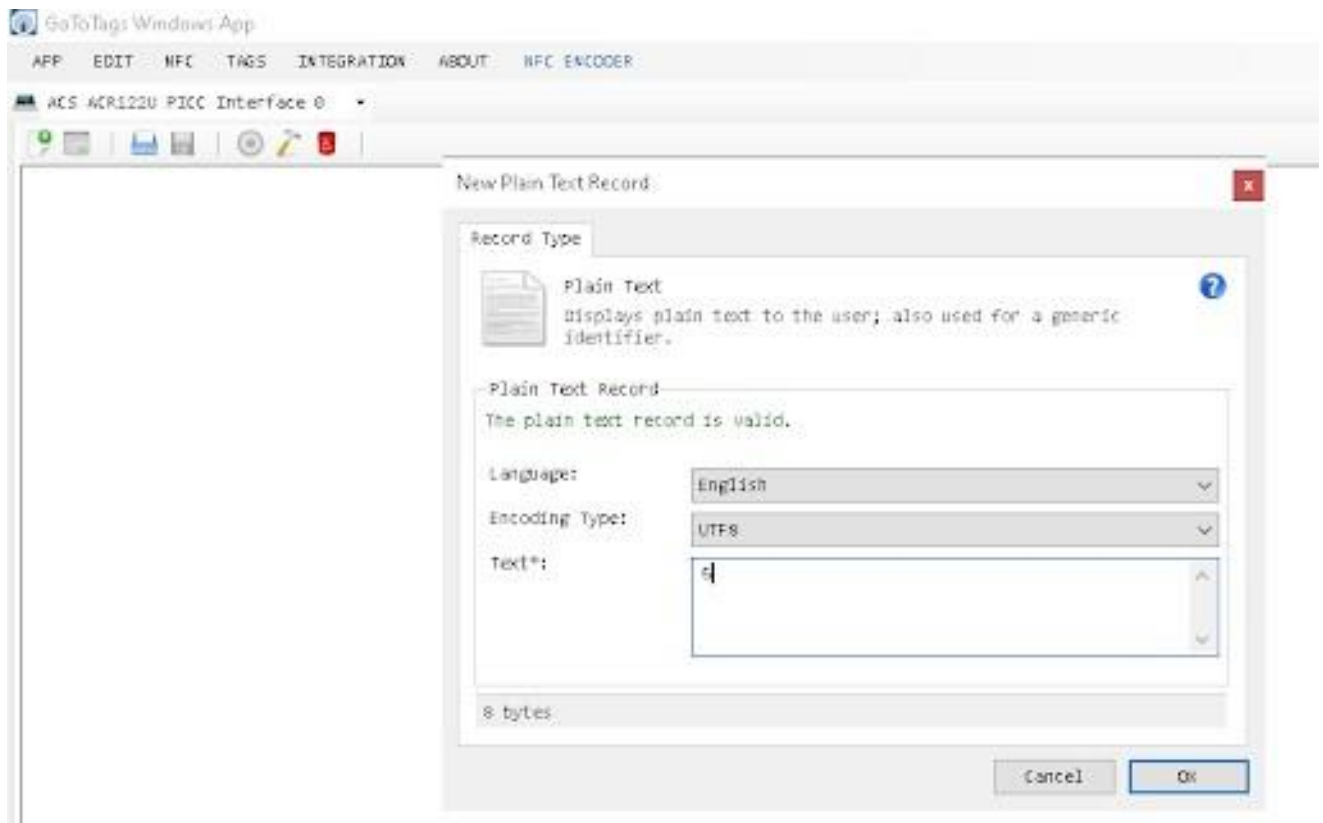 GoToTags Windows App
APP EDIT NFC TAGS INTEGRATION ABOUT NFC ENCODER
ACS ACR122U PICC Interface 0
New Plain Text Record
x
Record Type
Plain Text
?
Displays plain text to the user; also used for a generic
identifier.
Plain Text Record
The plain text record is valid.
Language:
English
Encoding Type:
UTF8
Text*:
8 bytes
Cancel
OK